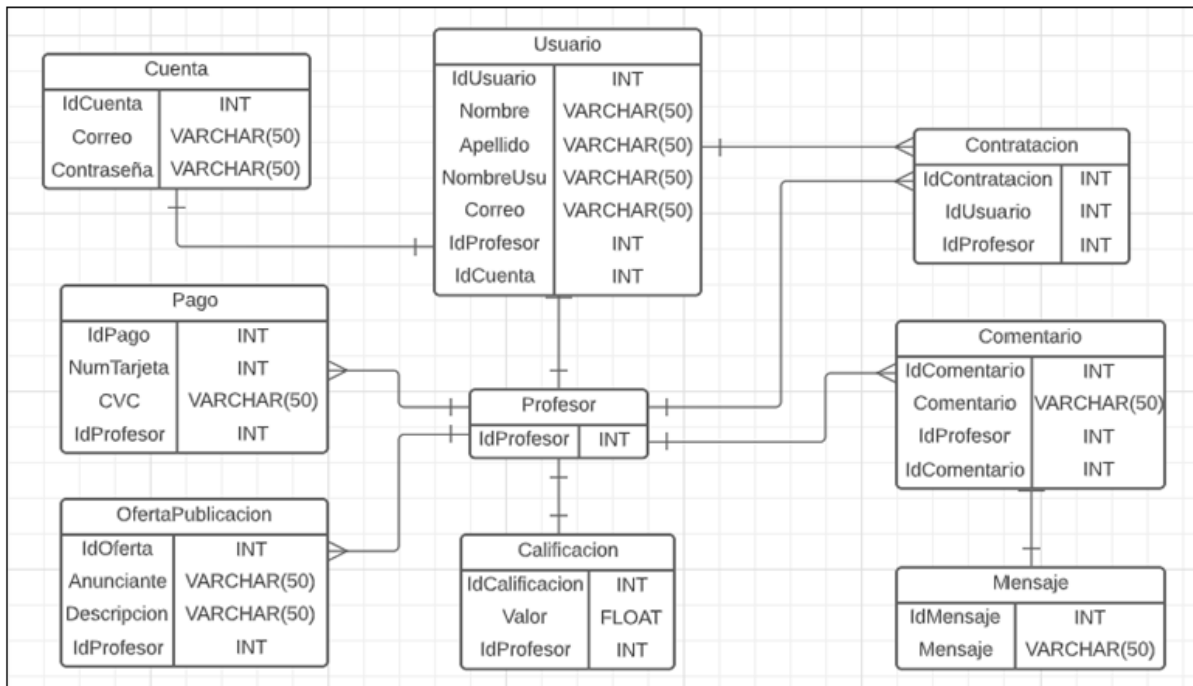 Cuenta
IdCuenta INT
Correo VARCHAR(50)
Contraseña VARCHAR(50)
Usuario
IdUsuario INT
Nombre VARCHAR(50)
Apellido VARCHAR(50)
NombreUsu VARCHAR(50)
Correo VARCHAR(50)
IdProfesor INT
IdCuenta INT
Contratacion
IdContratacion INT
IdUsuario INT
IdProfesor INT
Pago
IdPago INT
NumTarjeta INT
CVC VARCHAR(50)
IdProfesor INT
Profesor
IdProfesor INT
Comentario
IdComentario INT
Comentario VARCHAR(50)
IdProfesor INT
IdComentario INT
OfertaPublicacion
IdOferta INT
Anunciante VARCHAR(50)
Descripcion VARCHAR(50)
IdProfesor INT
Calificacion
IdCalificacion INT
Valor FLOAT
IdProfesor INT
Mensaje
IdMensaje INT
Mensaje VARCHAR(50)